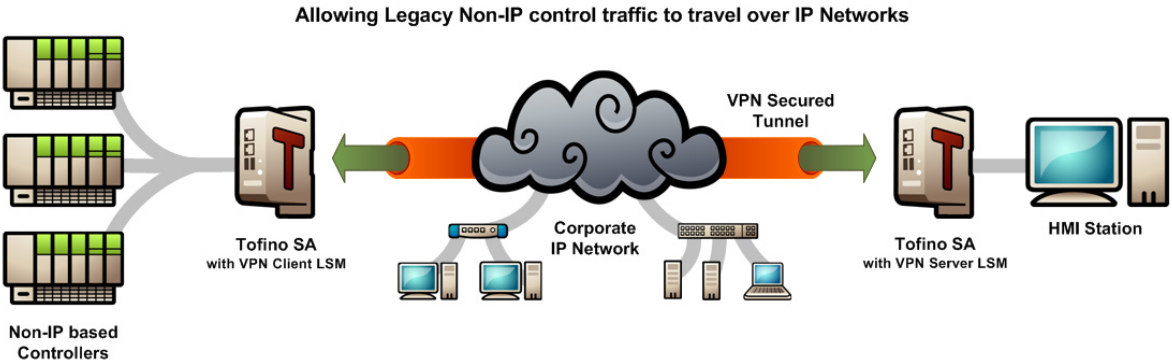 Allowing Legacy Non-IP control traffic to travel over IP Networks
VPN Secured
Tunnel
T
T
Corporate
IP Network
Tofino SA
with VPN Client LSM
Tofino SA
with VPN Server LSM
HMI Station
Non-IP based
Controllers